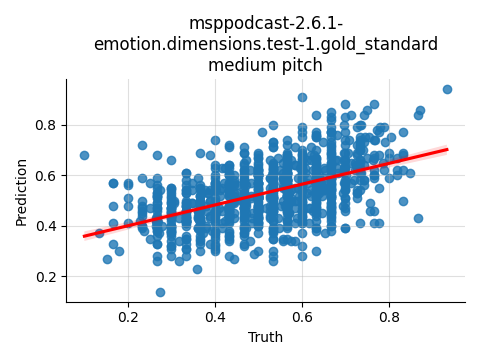 msppodcast-2.6.1-
emotion.dimensions.test-1.gold_standard
medium pitch
Prediction
0.8
0.6
0.4
0.2
0.2 0.4 0.6 0.8
Truth